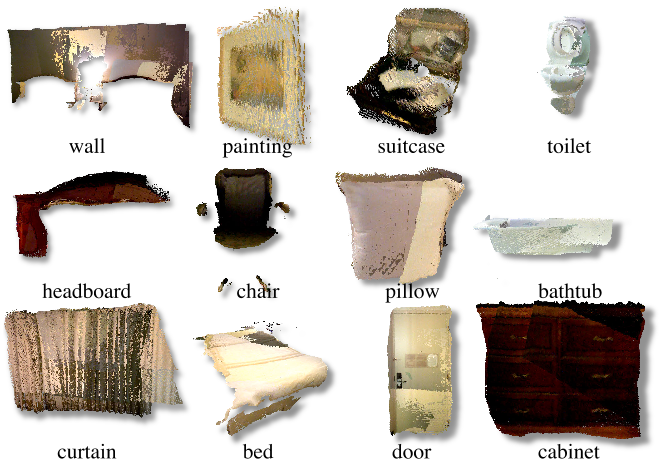 wall painting suitcase toilet
headboard chair pillow bathtub
curtain bed door cabinet